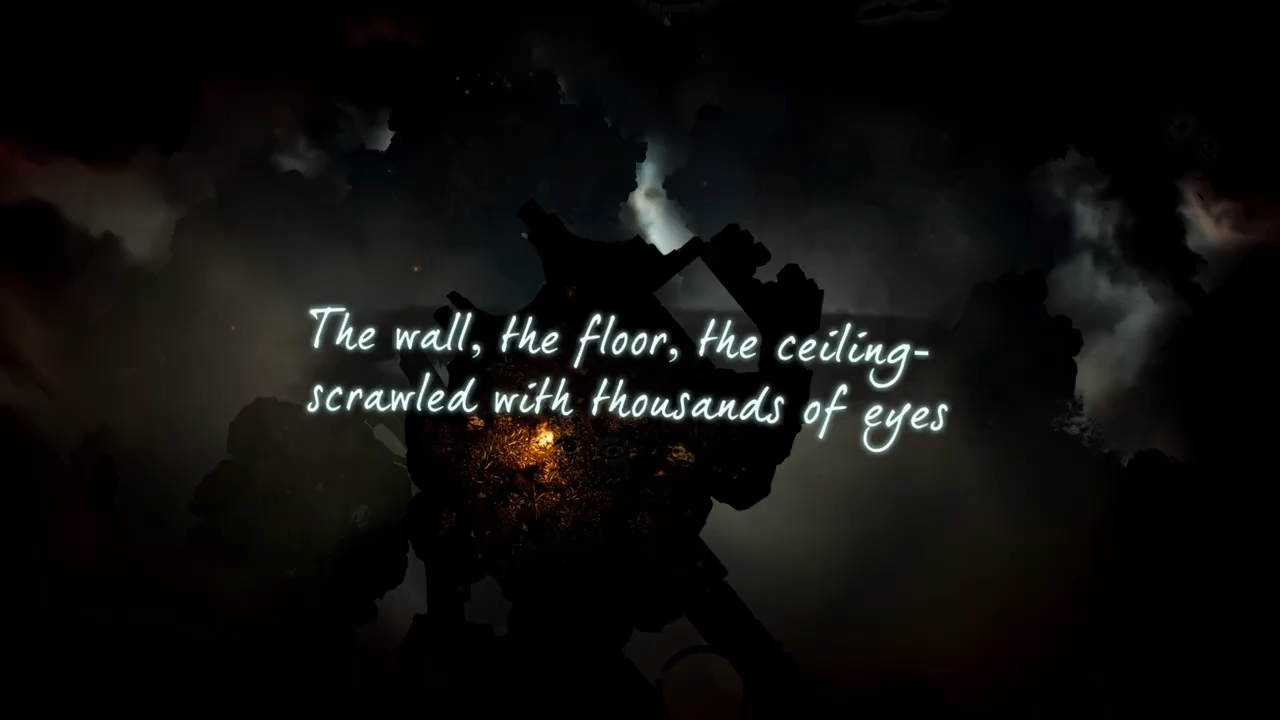 The wall, the floor, the ceiling-
scrawled with thousands of eyes